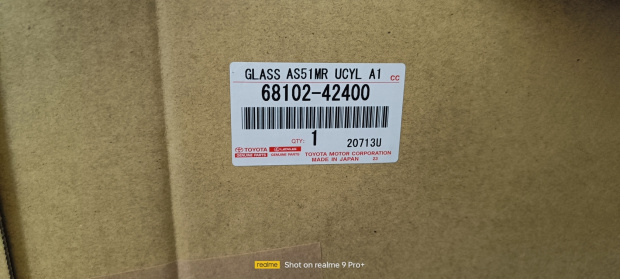 GLASS AS51MR UCYL A1 CC
68102-42400
QTY: 1 20713U
TOYOTA LEXUS TOYOTA MOTOR CORPORATION
GENUINE PARTS GENUINE PARTS MADE IN JAPAN 23
realme Shot on realme 9 Pro+